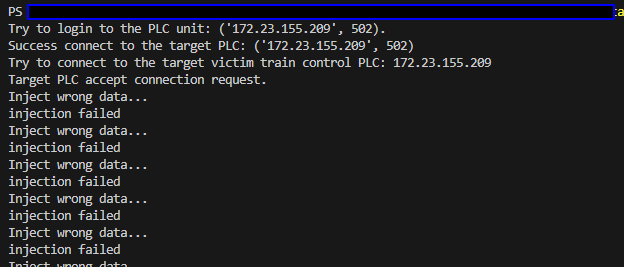 PS
Try to login to the PLC unit: ('172.23.155.209', 502).
Success connect to the target PLC: ('172.23.155.209', 502)
Try to connect to the target victim train control PLC: 172.23.155.209
Target PLC accept connection request.
Inject wrong data...
injection failed
Inject wrong data...
injection failed
Inject wrong data...
injection failed
Inject wrong data...
injection failed
Inject wrong data...
injection failed
Inject wrong data